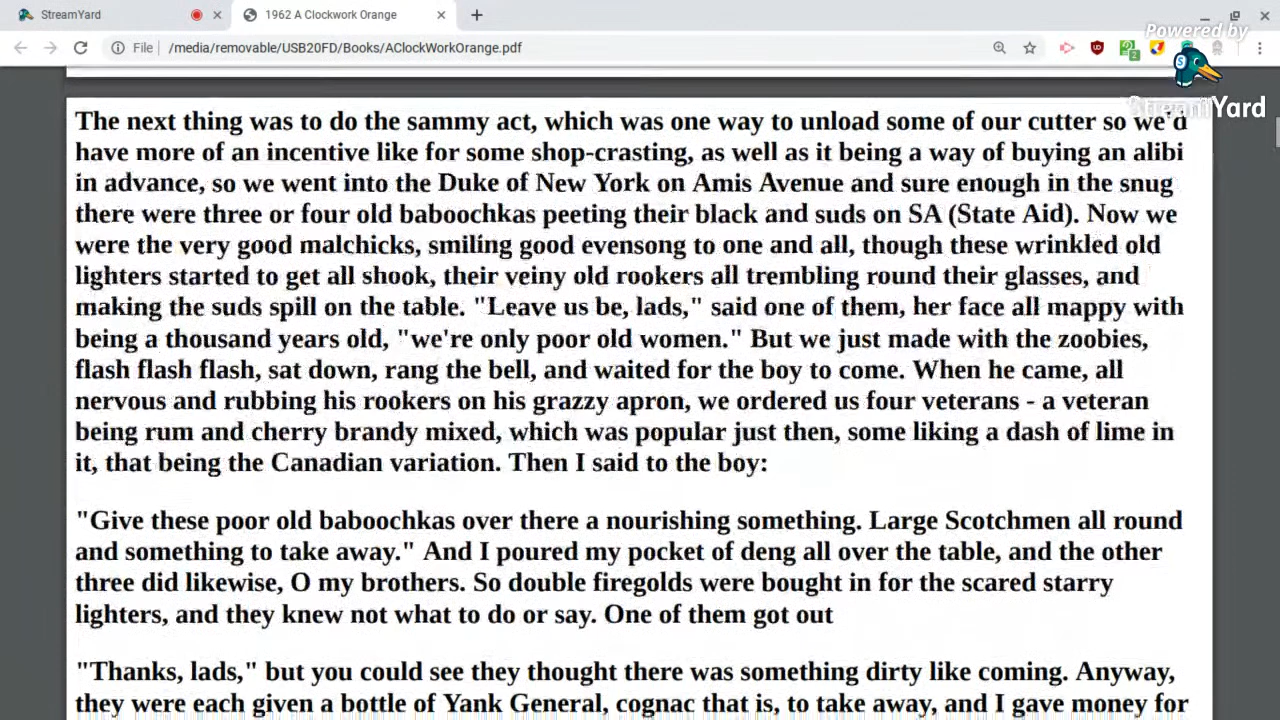 StreamYard
1962 A Clockwork Orange
File
/media/removable/USB20FD/Books/AClockWorkOrange.pdf
Powered by
StreamYard
The next thing was to do the sammy act, which was one way to unload some of our cutter so we'd
have more of an incentive like for some shop-crasting, as well as it being a way of buying an alibi
in advance, so we went into the Duke of New York on Amis Avenue and sure enough in the snug
there were three or four old baboochkas peeting their black and suds on SA (State Aid). Now we
were the very good malchicks, smiling good evensong to one and all, though these wrinkled old
lighters started to get all shook, their veiny old rookers all trembling round their glasses, and
making the suds spill on the table. "Leave us be, lads," said one of them, her face all mappy with
being a thousand years old, "we're only poor old women." But we just made with the zoobies,
flash flash flash, sat down, rang the bell, and waited for the boy to come. When he came, all
nervous and rubbing his rookers on his grazzy apron, we ordered us four veterans - a veteran
being rum and cherry brandy mixed, which was popular just then, some liking a dash of lime in
it, that being the Canadian variation. Then I said to the boy:
"Give these poor old baboochkas over there a nourishing something. Large Scotchmen all round
and something to take away." And I poured my pocket of deng all over the table, and the other
three did likewise, O my brothers. So double firegolds were bought in for the scared starry
lighters, and they knew not what to do or say. One of them got out
"Thanks, lads," but you could see they thought there was something dirty like coming. Anyway,
they were each given a bottle of Yank General, cognac that is, to take away, and I gave money for